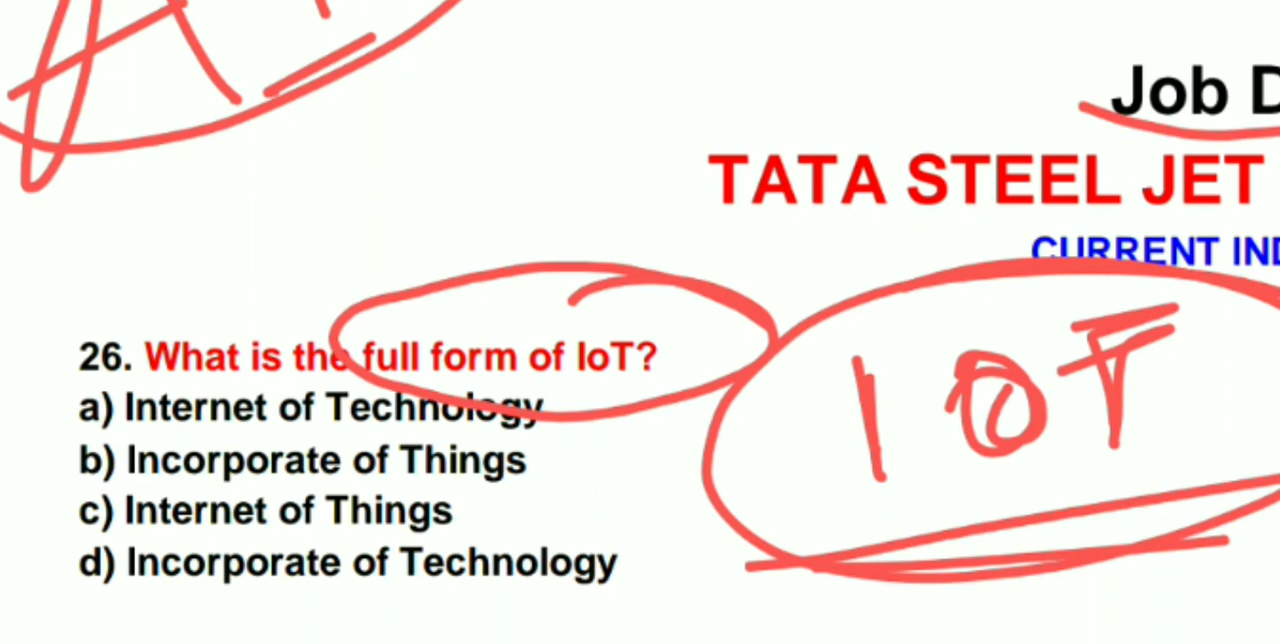 Job D
TATA STEEL JET
CURRENT IND
26. What is the full form of IoT?
IOT
a) Internet of Technology
b) Incorporate of Things
c) Internet of Things
d) Incorporate of Technology